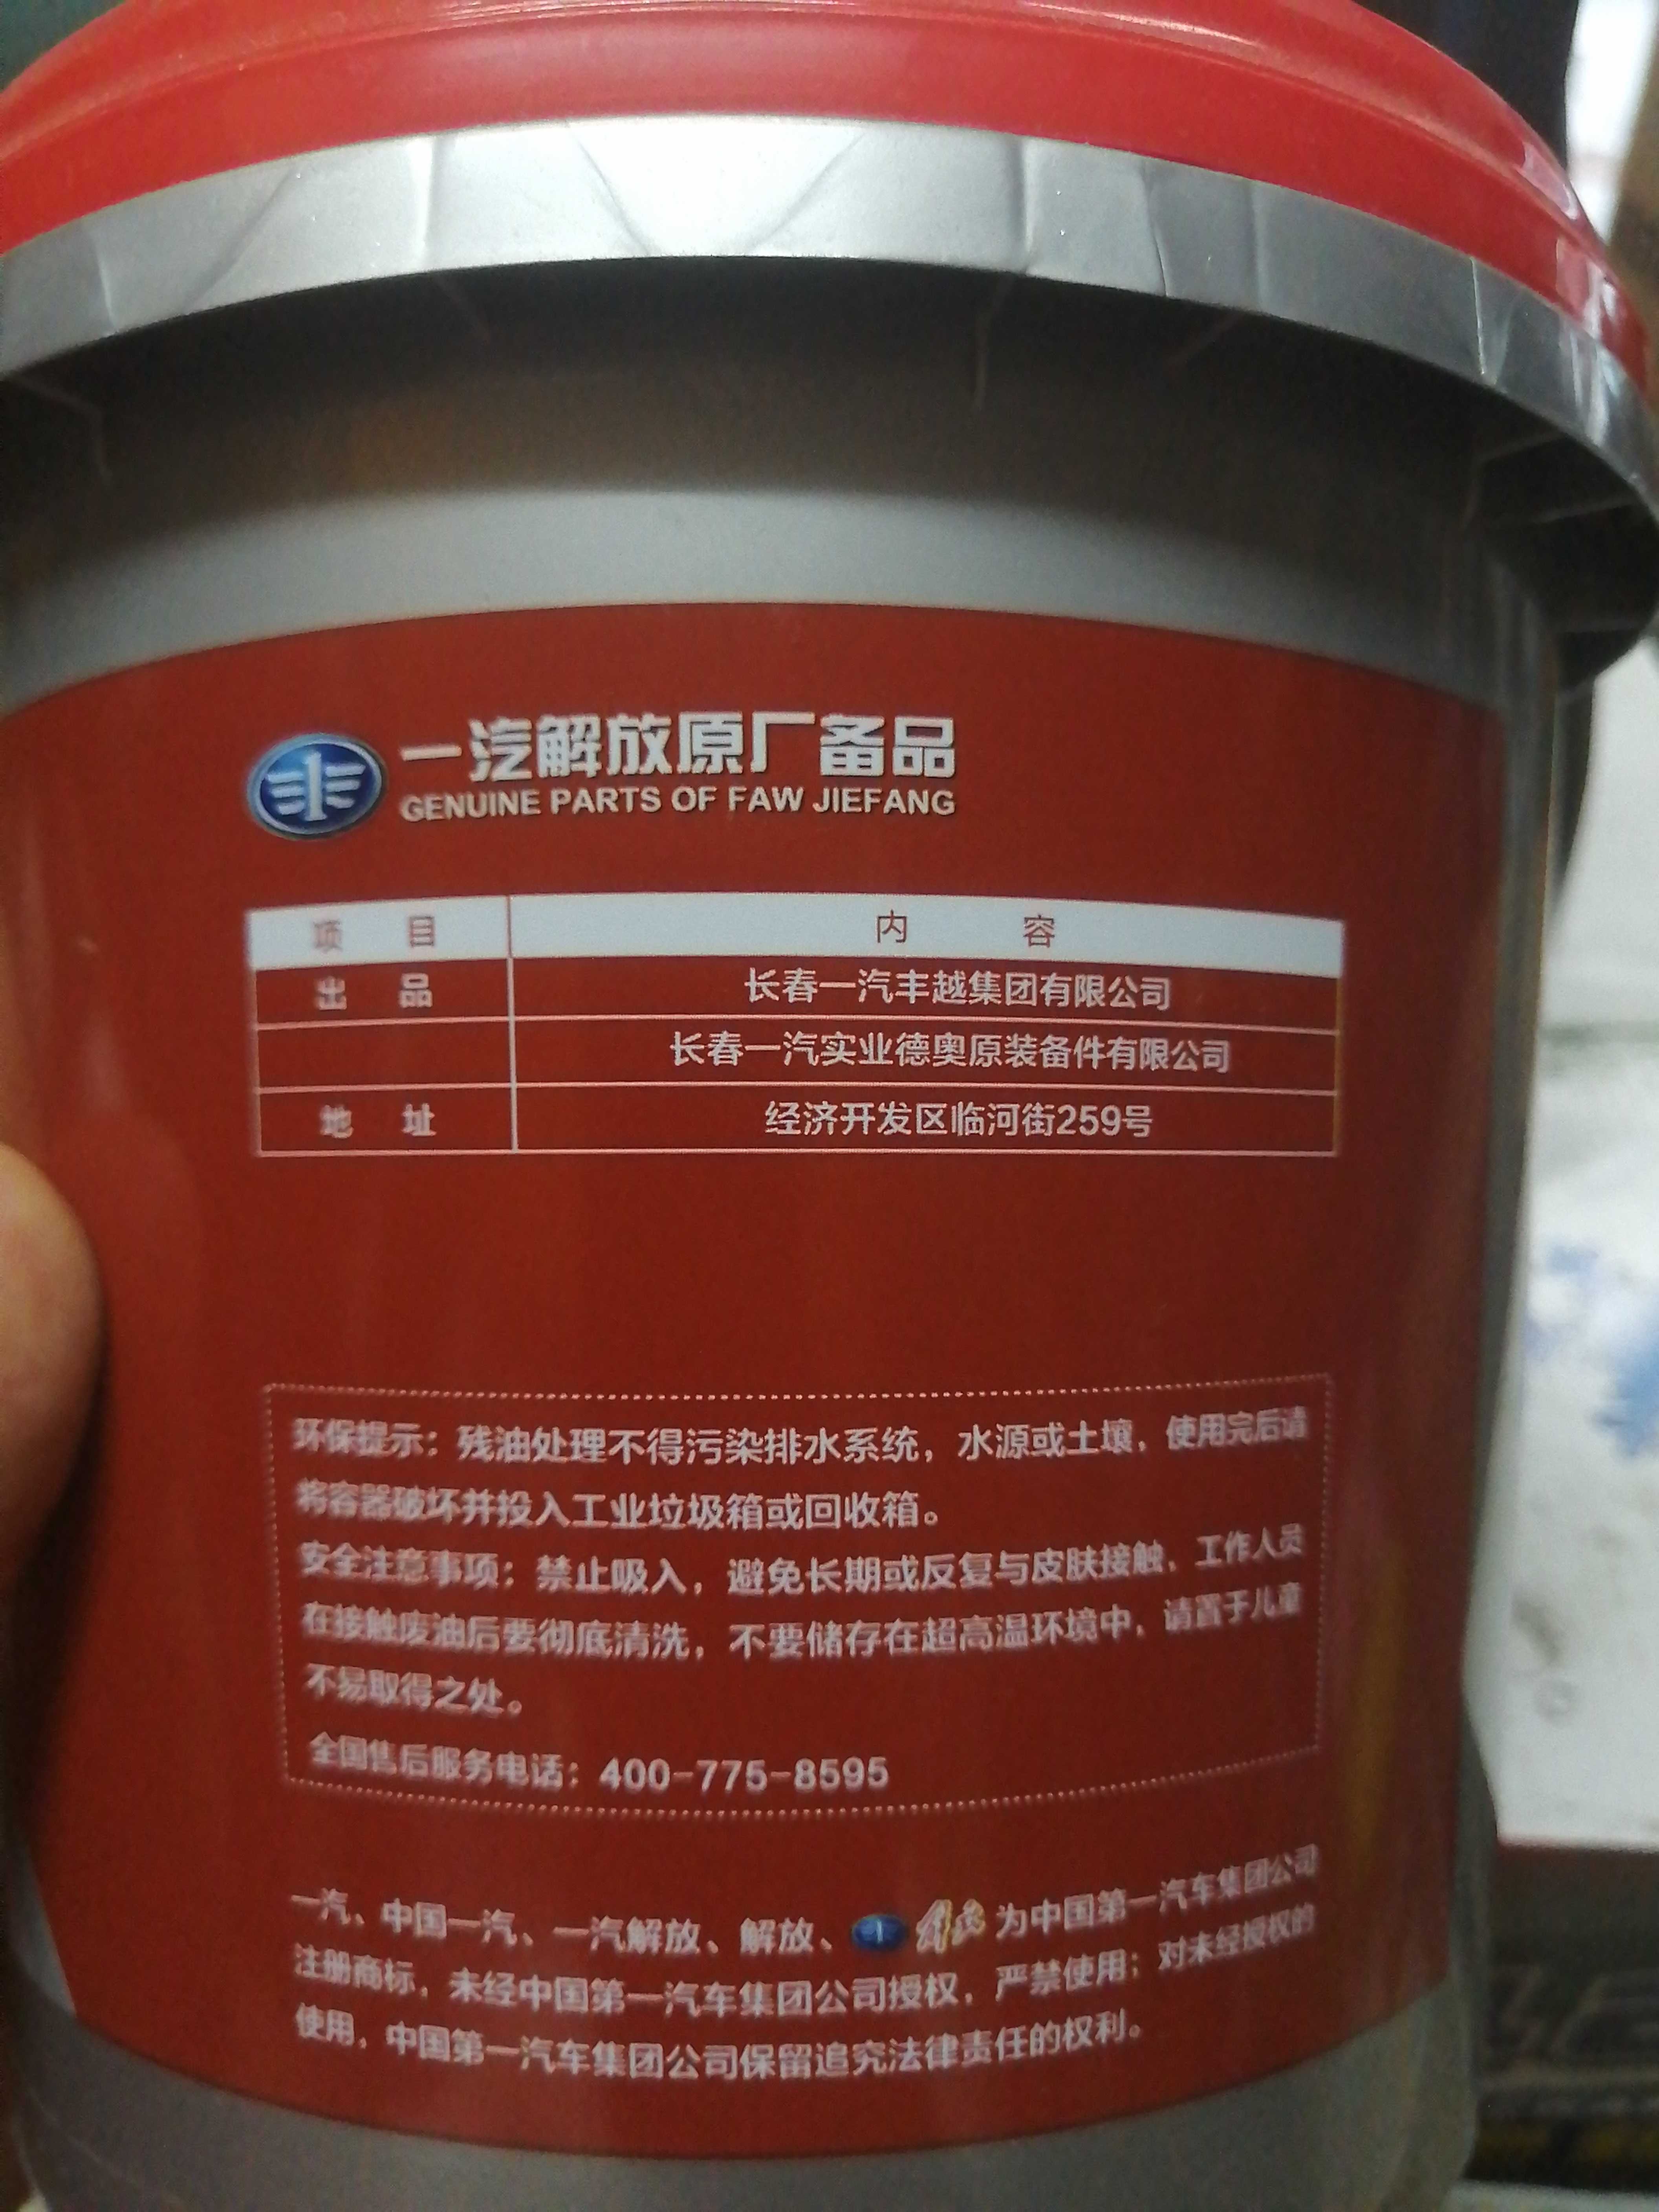 一汽解放原厂备品
GENUINE PARTS OF FAW JIEFANG
项 目 内 容
出 品 长春一汽丰越集团有限公司
长春一汽实业德奥原装备件有限公司
地 址 经济开发区临河街259号
环保提示：残油处理不得污染排水系统，水源或土壤，使用完后请
将容器破坏并投入工业垃圾箱或回收箱。
安全注意事项：禁止吸入，避免长期或反复与皮肤接触，工作人员
在接触废油后要彻底清洗，不要储存在超高温环境中，请置于儿童
不易取得之处。
全国售后服务电话：400-775-8595
一汽、中国一汽、一汽解放、解放、 解放 为中国第一汽车集团公司
注册商标，未经中国第一汽车集团公司授权，严禁使用；对未经授权的
使用，中国第一汽车集团公司保留追究法律责任的权利。